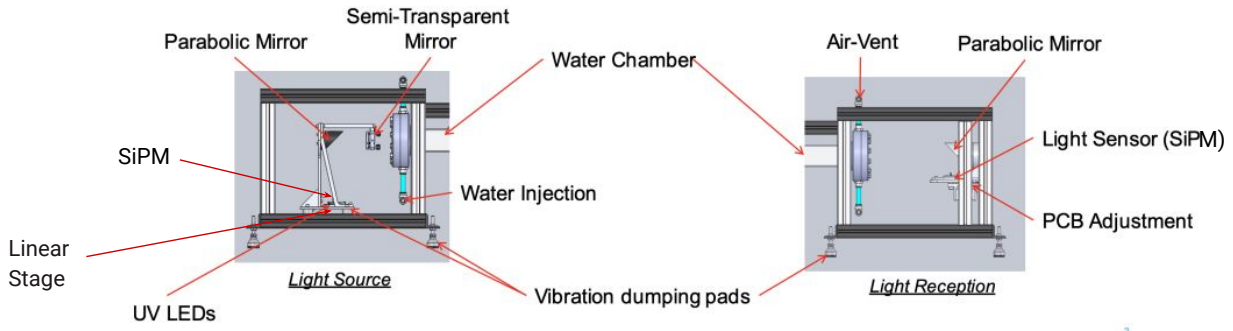 Semi-Transparent
Mirror
Parabolic Mirror
Water Chamber
Air-Vent
Parabolic Mirror
SiPM
Light Sensor (SiPM)
Water Injection
PCB Adjustment
Linear
Stage
Light Source
Light Reception
UV LEDs
Vibration dumping pads